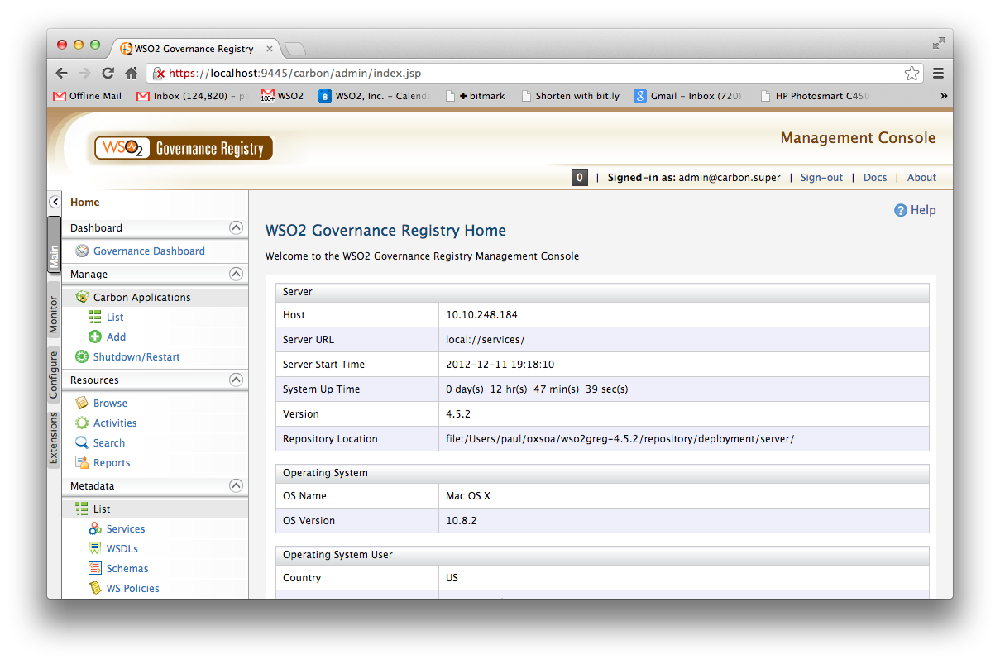 WSO2 Governance Registry
https://localhost:9445/carbon/admin/index.jsp
Offline Mail Inbox (124,820) – 100+ WSO2 8 WSO2, Inc. – Calend + bitmark Shorten with bit.ly 8 Gmail – Inbox (720) HP Photosmart C450 »
WSO2 Governance Registry
Management Console
0 | Signed-in as: admin@carbon.super | Sign-out | Docs | About
Main
Monitor
Configure
Extensions
Home
Dashboard
Governance Dashboard
Manage
Carbon Applications
List
Add
Shutdown/Restart
Resources
Browse
Activities
Search
Reports
Metadata
List
Services
WSDLs
Schemas
WS Policies
Help
WSO2 Governance Registry Home
Welcome to the WSO2 Governance Registry Management Console
Server
Host 10.10.248.184
Server URL local://services/
Server Start Time 2012-12-11 19:18:10
System Up Time 0 day(s) 12 hr(s) 47 min(s) 39 sec(s)
Version 4.5.2
Repository Location file:/Users/paul/oxsoa/wso2greg-4.5.2/repository/deployment/server/
Operating System
OS Name Mac OS X
OS Version 10.8.2
Operating System User
Country US